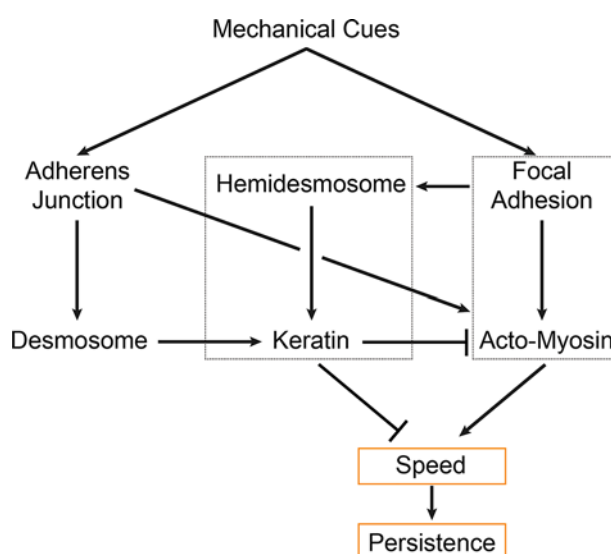 Mechanical Cues
Adherens
Junction
Hemidesmosome
Focal
Adhesion
Desmosome
Keratin
Acto-Myosin
Speed
Persistence